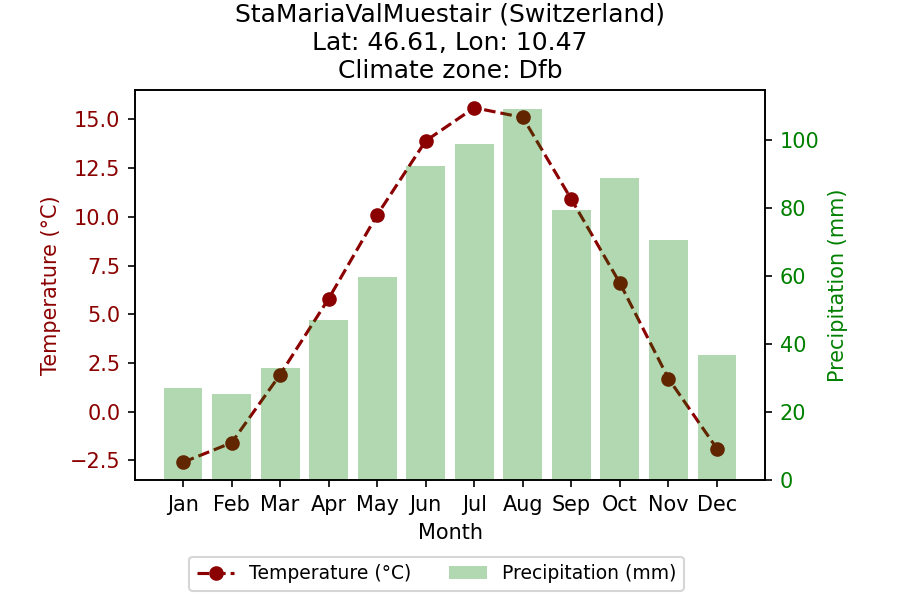 StaMariaValMuestair (Switzerland)
Lat: 46.61, Lon: 10.47
Climate zone: Dfb
Temperature (°C)
15.0
12.5
10.0
7.5
5.0
2.5
0.0
−2.5
Precipitation (mm)
100
80
60
40
20
0
Jan Feb Mar Apr May Jun Jul Aug Sep Oct Nov Dec
Month
Temperature (°C) Precipitation (mm)